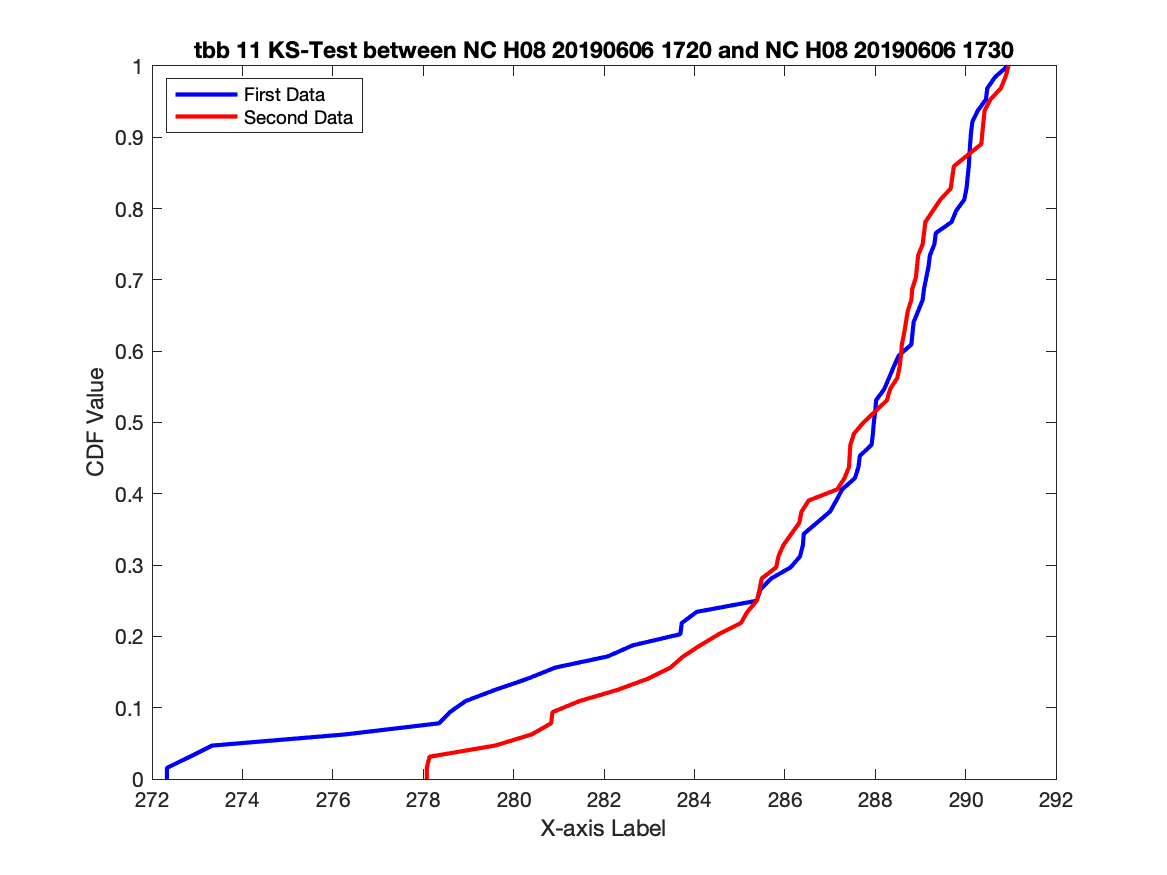 tbb 11 KS-Test between NC H08 20190606 1720 and NC H08 20190606 1730
First Data
Second Data
1
0.9
0.8
0.7
0.6
0.5
0.4
0.3
0.2
0.1
0
CDF Value
272 274 276 278 280 282 284 286 288 290 292
X-axis Label